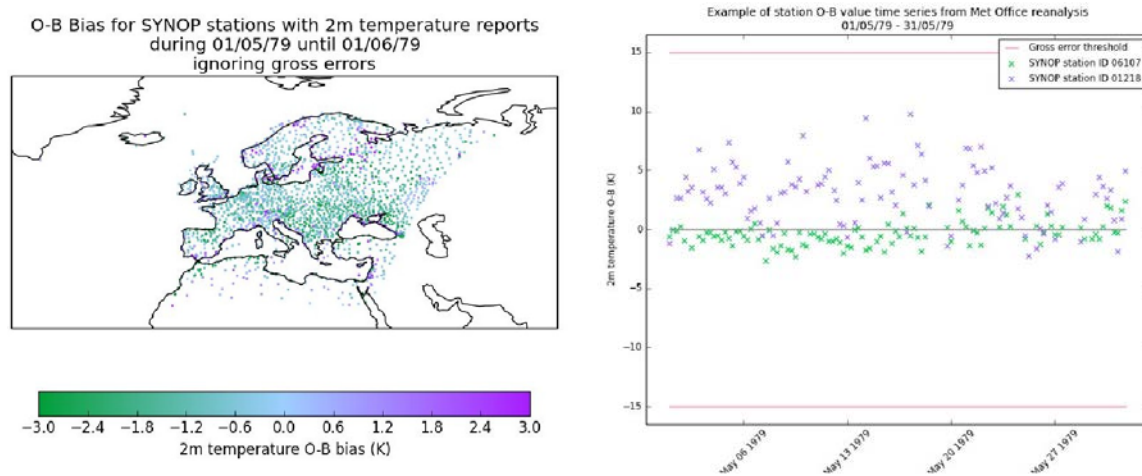 O-B Bias for SYNOP stations with 2m temperature reports
during 01/05/79 until 01/06/79
ignoring gross errors
−3.0 −2.4 −1.8 −1.2 −0.6 0.0 0.6 1.2 1.8 2.4 3.0
2m temperature O-B bias (K)
Example of station O-B value time series from Met Office reanalysis
01/05/79 - 31/05/79
Gross error threshold
SYNOP station ID 06107
SYNOP station ID 01218
15
10
5
0
−5
−10
−15
2m temperature O-B (K)
May 06 1979
May 13 1979
May 20 1979
May 27 1979